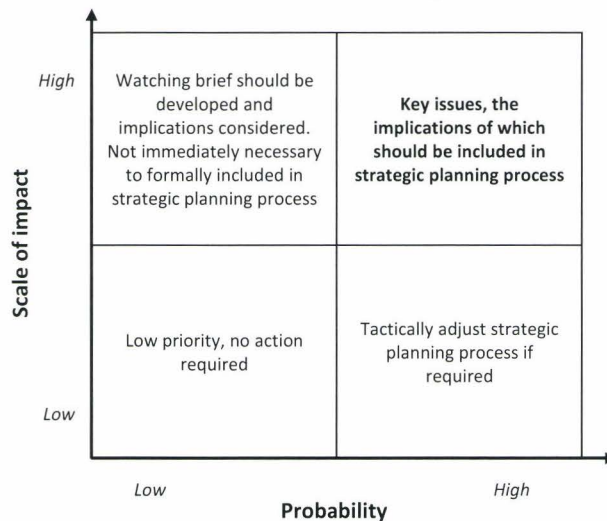 High
Watching brief should be
developed and
implications considered.
Not immediately necessary
to formally included in
strategic planning process
Key issues, the
implications of which
should be included in
strategic planning process
Scale of impact
Low priority, no action
required
Tactically adjust strategic
planning process if
required
Low
Low
High
Probability